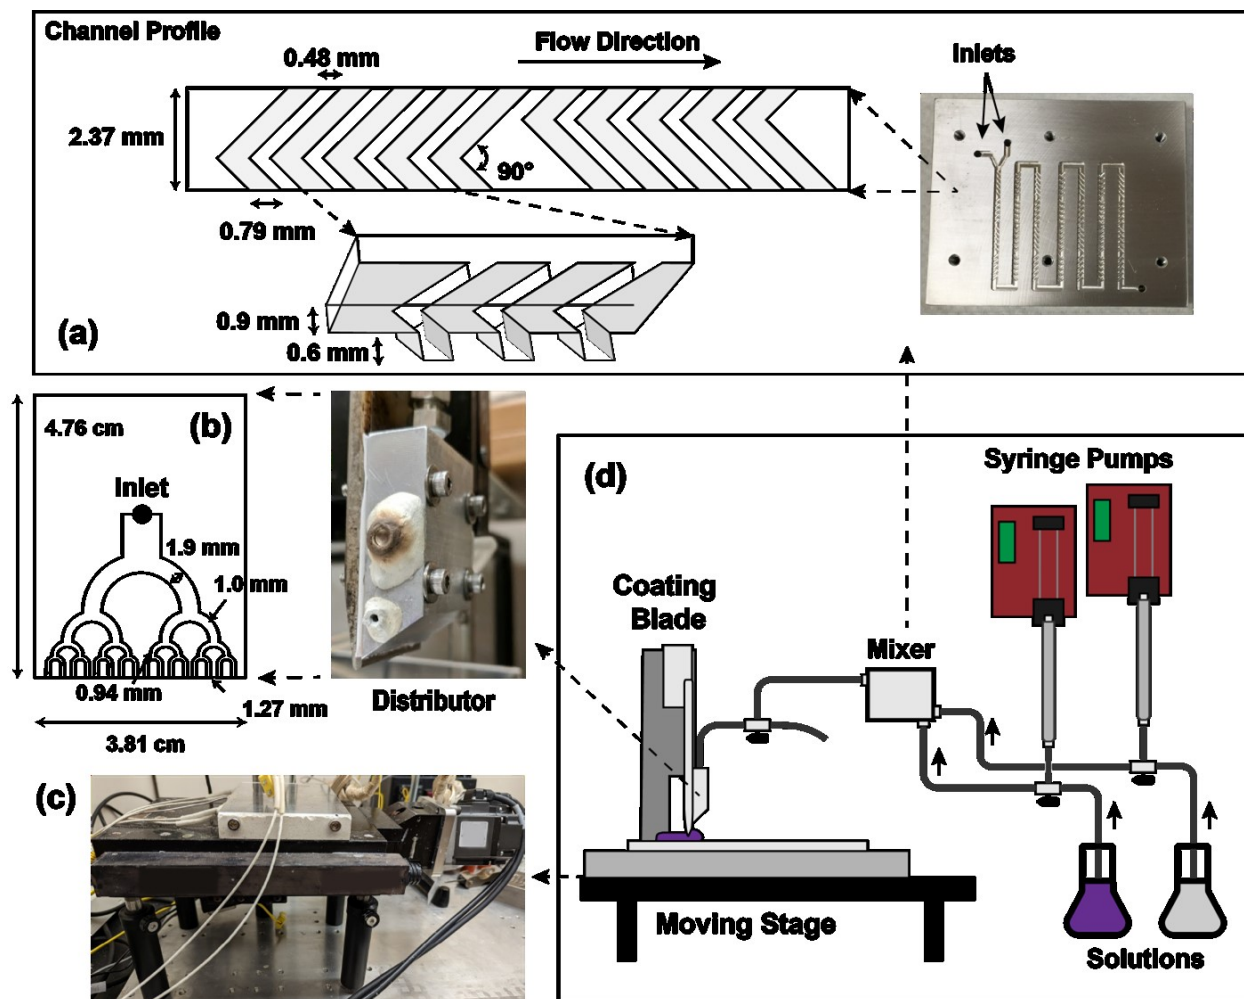 Channel Profile
Flow Direction
0.48 mm
Inlets
2.37 mm
90°
0.79 mm
0.9 mm
0.6 mm
(a)
(b)
4.76 cm
Inlet
1.9 mm
1.0 mm
0.94 mm
1.27 mm
3.81 cm
Distributor
(c)
(d)
Syringe Pumps
Coating
Blade
Mixer
Moving Stage
Solutions